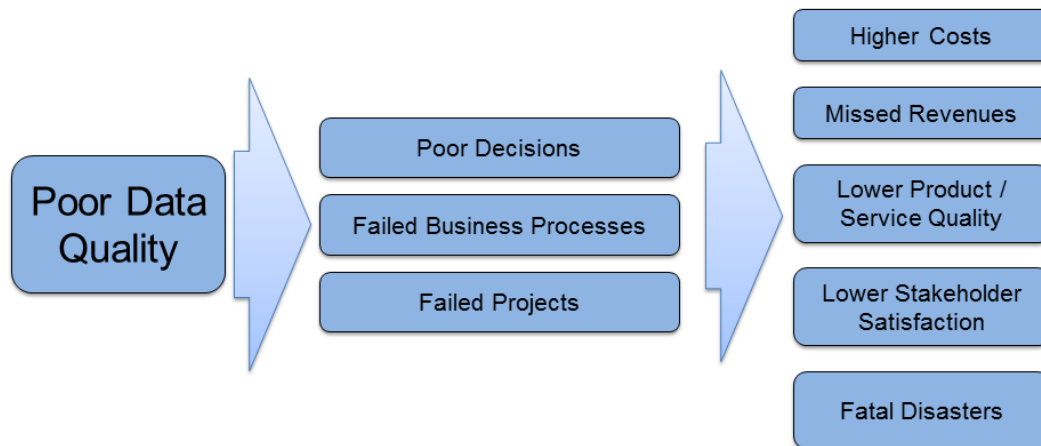 Poor Data
Quality
Poor Decisions
Failed Business Processes
Failed Projects
Higher Costs
Missed Revenues
Lower Product /
Service Quality
Lower Stakeholder
Satisfaction
Fatal Disasters